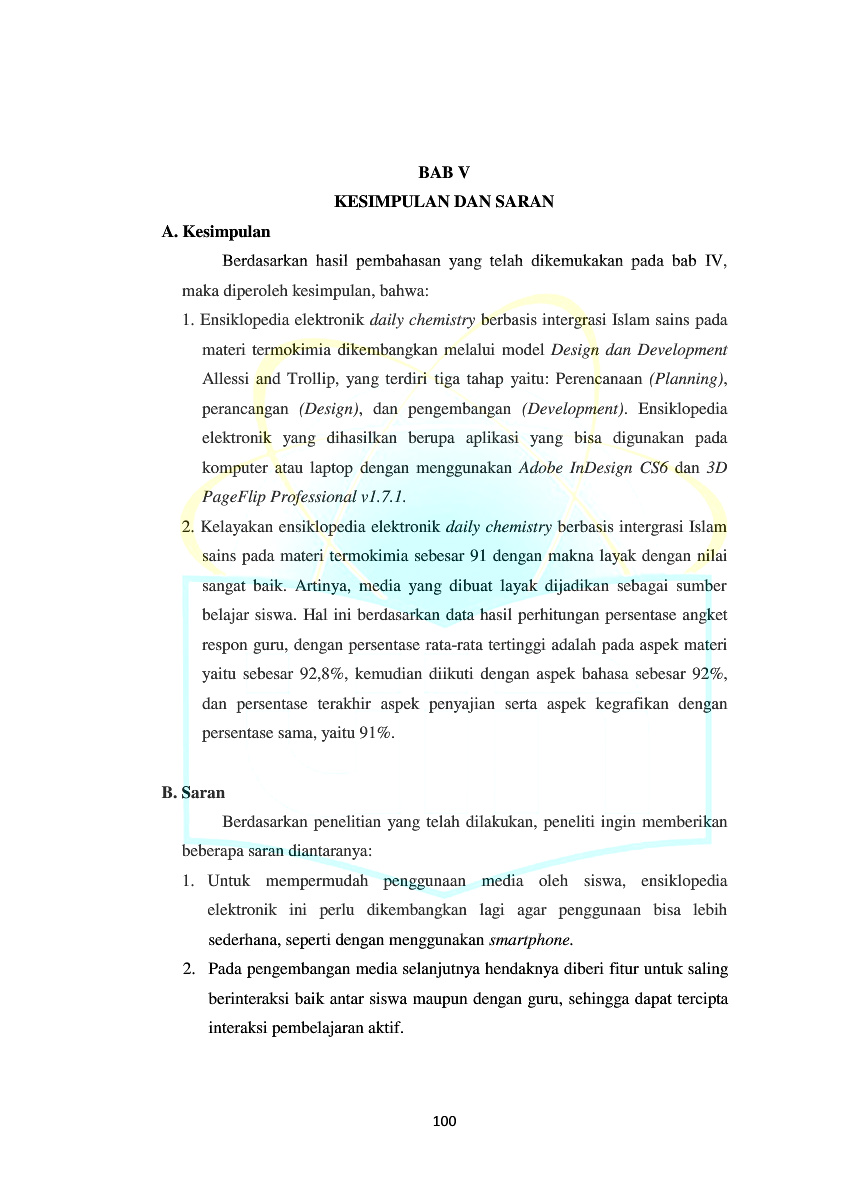 BAB V
KESIMPULAN DAN SARAN
A. Kesimpulan
Berdasarkan hasil pembahasan yang telah dikemukakan pada bab IV,
maka diperoleh kesimpulan, bahwa:
1. Ensiklopedia elektronik daily chemistry berbasis intergrasi Islam sains pada
materi termokimia dikembangkan melalui model Design dan Development
Allessi and Trollip, yang terdiri tiga tahap yaitu: Perencanaan (Planning),
perancangan (Design), dan pengembangan (Development). Ensiklopedia
elektronik yang dihasilkan berupa aplikasi yang bisa digunakan pada
komputer atau laptop dengan menggunakan Adobe InDesign CS6 dan 3D
PageFlip Professional v1.7.1.
2. Kelayakan ensiklopedia elektronik daily chemistry berbasis intergrasi Islam
sains pada materi termokimia sebesar 91 dengan makna layak dengan nilai
sangat baik. Artinya, media yang dibuat layak dijadikan sebagai sumber
belajar siswa. Hal ini berdasarkan data hasil perhitungan persentase angket
respon guru, dengan persentase rata-rata tertinggi adalah pada aspek materi
yaitu sebesar 92,8%, kemudian diikuti dengan aspek bahasa sebesar 92%,
dan persentase terakhir aspek penyajian serta aspek kegrafikan dengan
persentase sama, yaitu 91%.
B. Saran
Berdasarkan penelitian yang telah dilakukan, peneliti ingin memberikan
beberapa saran diantaranya:
1. Untuk mempermudah penggunaan media oleh siswa, ensiklopedia
elektronik ini perlu dikembangkan lagi agar penggunaan bisa lebih
sederhana, seperti dengan menggunakan smartphone.
2. Pada pengembangan media selanjutnya hendaknya diberi fitur untuk saling
berinteraksi baik antar siswa maupun dengan guru, sehingga dapat tercipta
interaksi pembelajaran aktif.
100